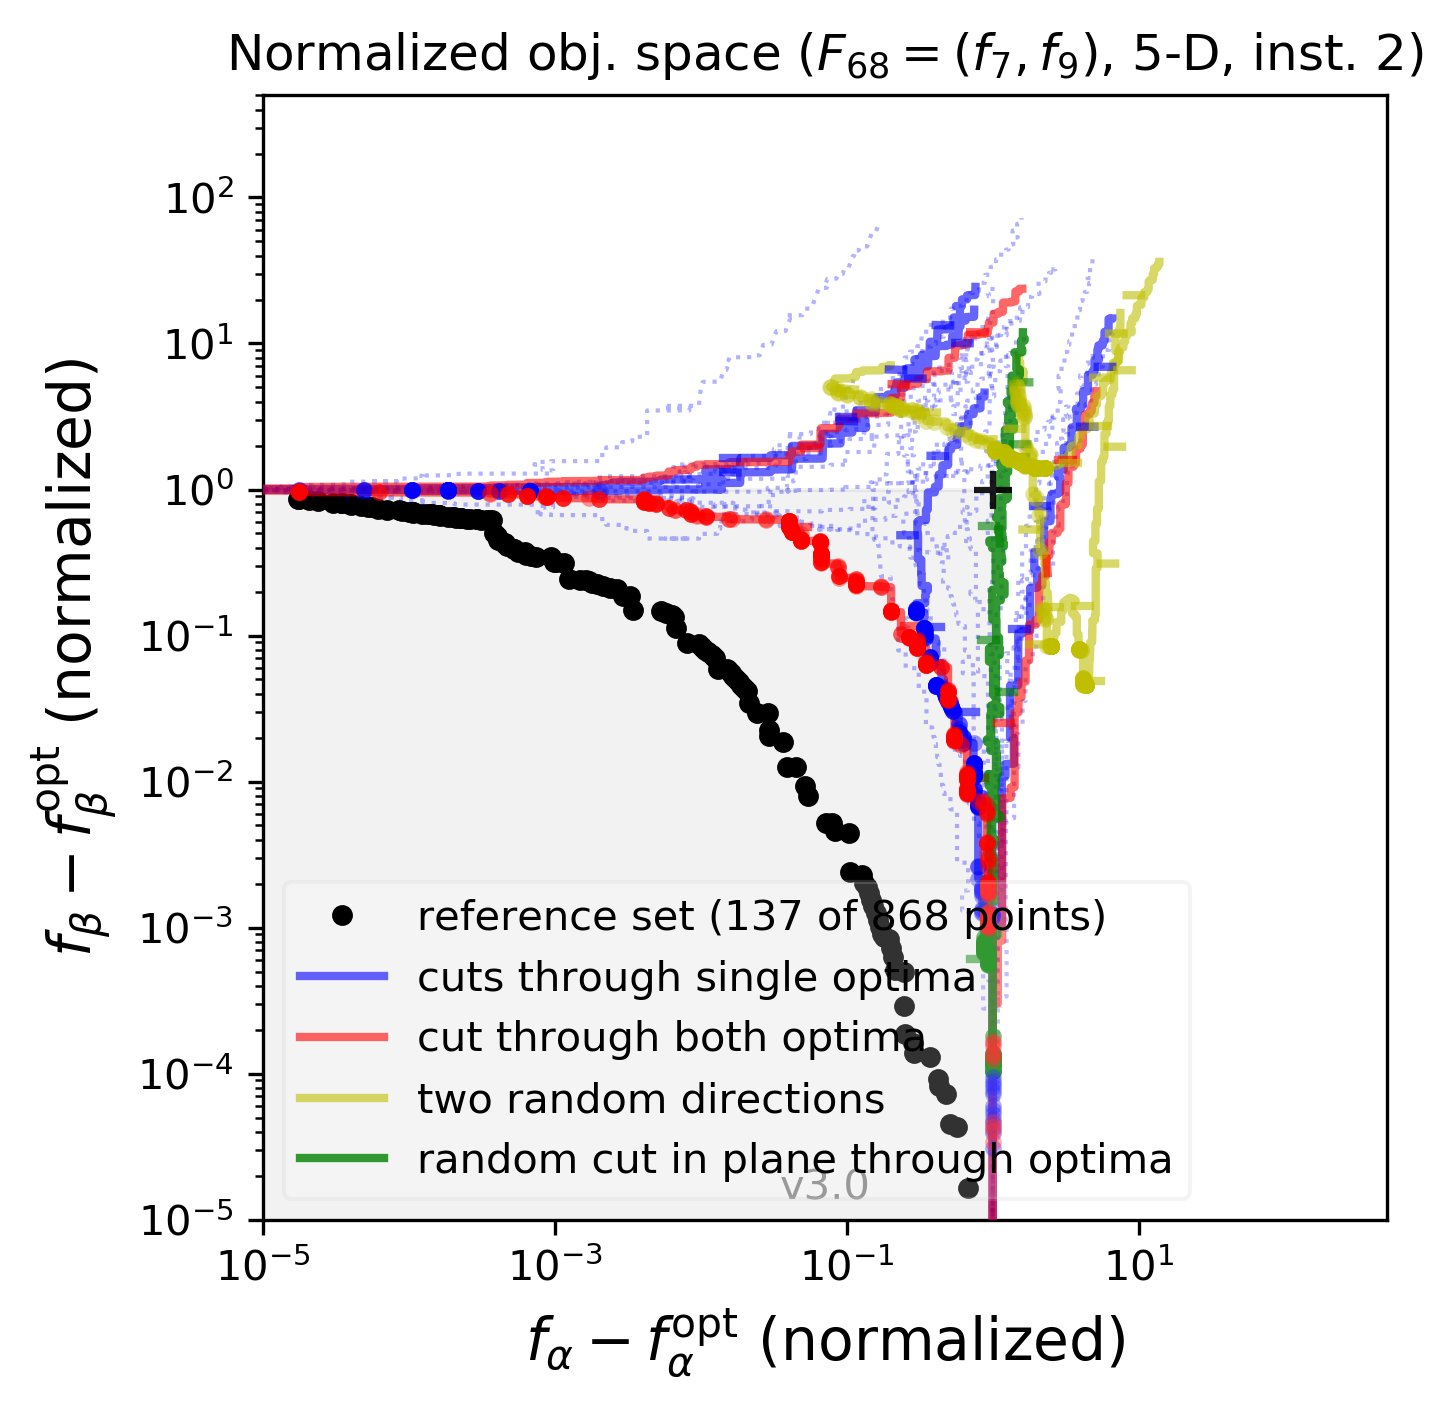 Normalized obj. space (F₆₈ = (f₇, f₉), 5-D, inst. 2)
10²
10¹
10⁰
10⁻¹
10⁻²
10⁻³
10⁻⁴
10⁻⁵
f_β − f_β^opt (normalized)
reference set (137 of 868 points)
cuts through single optima
cut through both optima
two random directions
random cut in plane through optima
v3.0
10⁻⁵ 10⁻³ 10⁻¹ 10¹
f_α − f_α^opt (normalized)